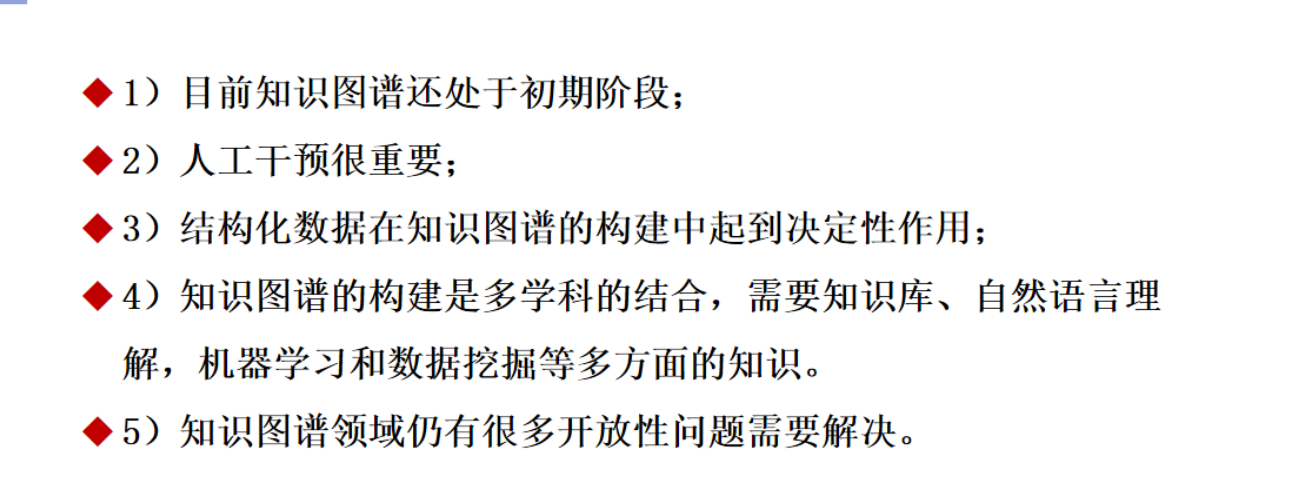 ◆1）目前知识图谱还处于初期阶段；
◆2）人工干预很重要；
◆3）结构化数据在知识图谱的构建中起到决定性作用；
◆4）知识图谱的构建是多学科的结合，需要知识库、自然语言理
解，机器学习和数据挖掘等多方面的知识。
◆5）知识图谱领域仍有很多开放性问题需要解决。